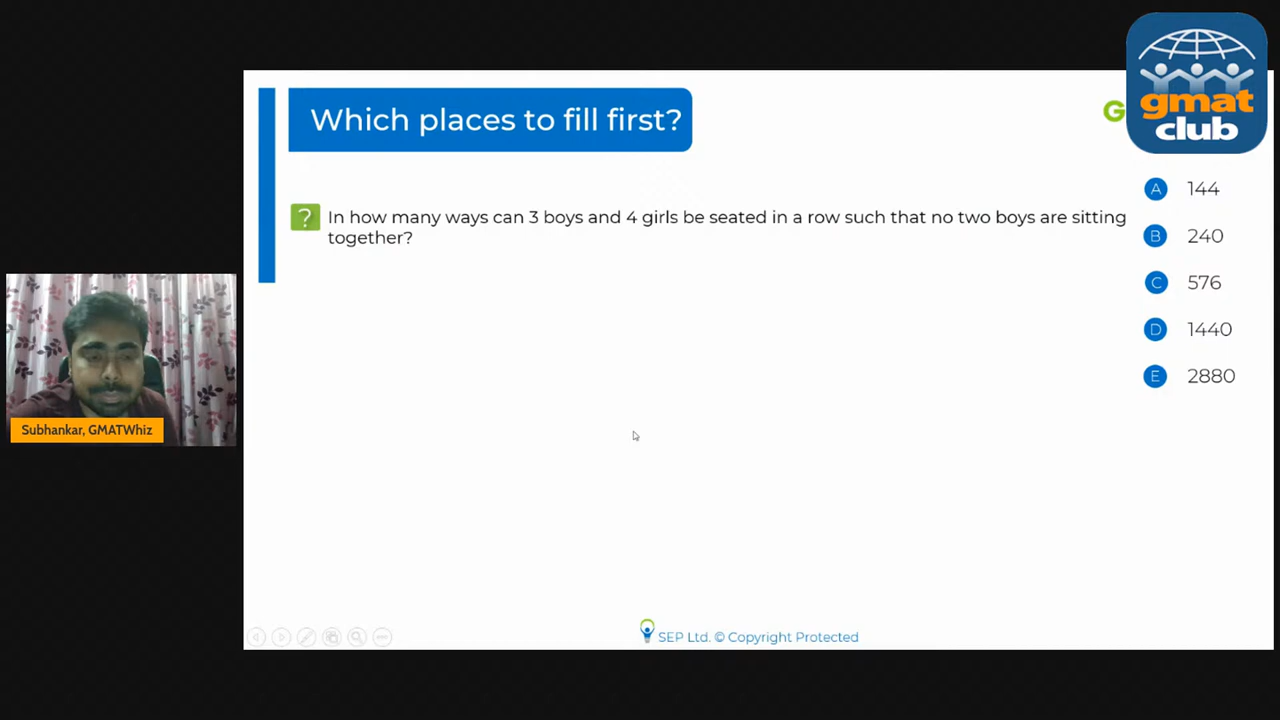 Which places to fill first?
G
gmat
club
A 144
In how many ways can 3 boys and 4 girls be seated in a row such that no two boys are sitting
together?
?
B 240
C 576
D 1440
E 2880
Subhankar, GMATWhiz
SEP Ltd. © Copyright Protected